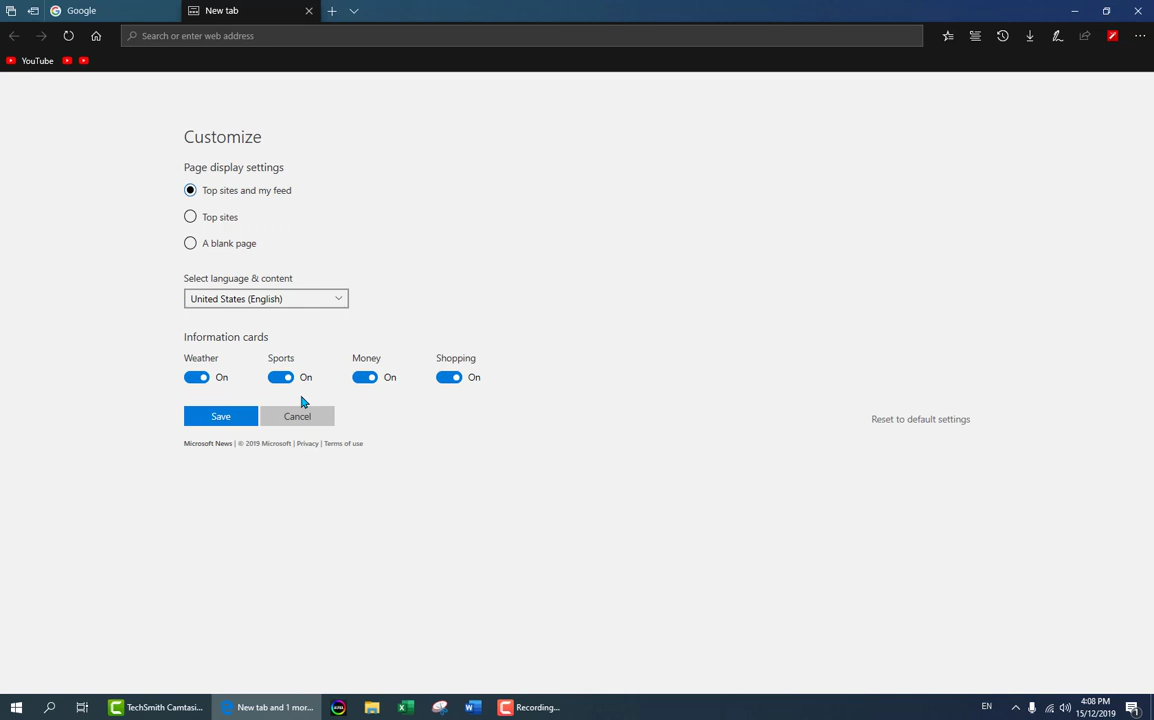 Google
New tab
Search or enter web address
YouTube
Customize
Page display settings
Top sites and my feed
Top sites
A blank page
Select language & content
United States (English)
Information cards
Weather Sports Money Shopping
On On On On
Save Cancel
Reset to default settings
Microsoft News | © 2019 Microsoft | Privacy | Terms of use
TechSmith Camtasi... New tab and 1 mor... Recording... EN 4:08 PM
15/12/2019